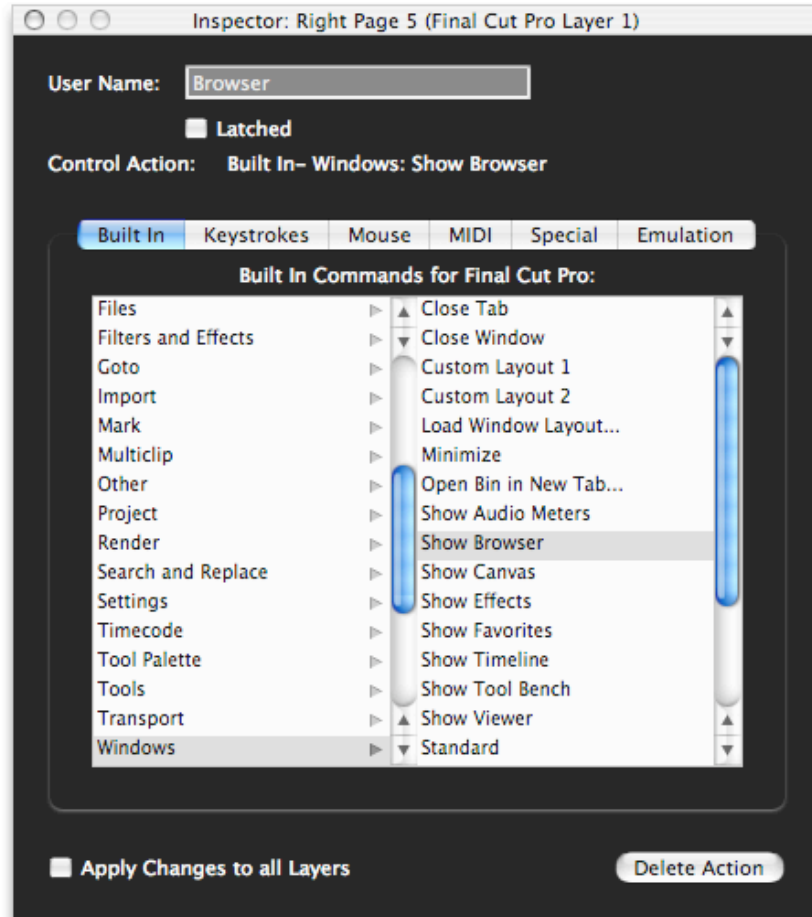 Inspector: Right Page 5 (Final Cut Pro Layer 1)
User Name: Browser
Latched
Control Action: Built In– Windows: Show Browser
Built In Keystrokes Mouse MIDI Special Emulation
Built In Commands for Final Cut Pro:
Files
Filters and Effects
Goto
Import
Mark
Multiclip
Other
Project
Render
Search and Replace
Settings
Timecode
Tool Palette
Tools
Transport
Windows
Close Tab
Close Window
Custom Layout 1
Custom Layout 2
Load Window Layout...
Minimize
Open Bin in New Tab...
Show Audio Meters
Show Browser
Show Canvas
Show Effects
Show Favorites
Show Timeline
Show Tool Bench
Show Viewer
Standard
Apply Changes to all Layers
Delete Action